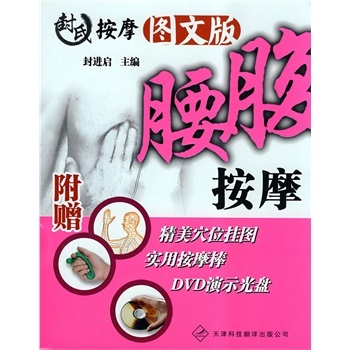 封氏按摩 图文版
封进启 主编
腰腹
按摩
附赠
精美穴位挂图
实用按摩棒
DVD演示光盘
天津科技翻译出版公司